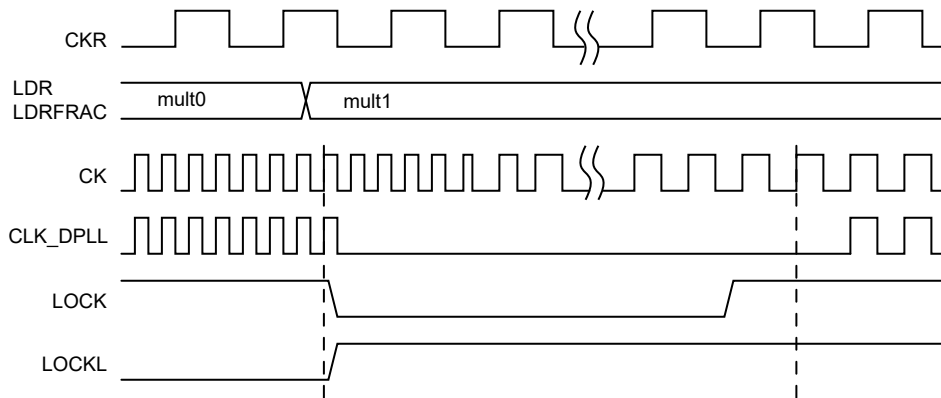 CKR
LDR
LDRFRAC
mult0
mult1
CK
CLK_DPLL
LOCK
LOCKL